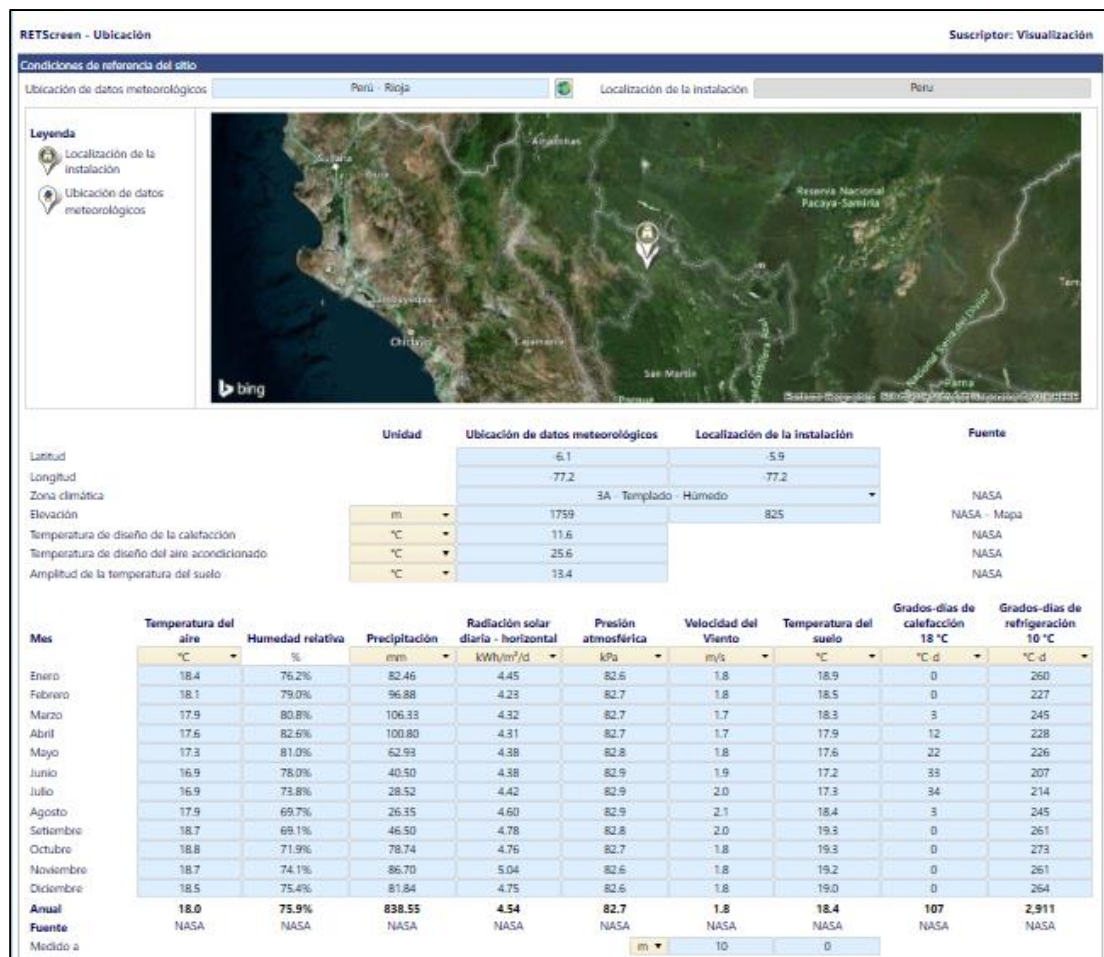 RETScreen - Ubicación Suscriptor: Visualización
Condiciones de referencia del sitio
Ubicación de datos meteorológicos Perú - Rioja Localización de la instalación Peru
Leyenda
Localización de la instalación
Ubicación de datos meteorológicos
Sullana
Piura
Reserva Nacional
Pacaya-Samiria
Lambayeque
Chiclayo
Cajamarca
San Martín
Parque
bing
Unidad Ubicación de datos meteorológicos Localización de la instalación Fuente
Latitud -6.1 -5.9
Longitud -77.2 -77.2
Zona climática 3A - Templado - Húmedo NASA
Elevación m 1759 825 NASA - Mapa
Temperatura de diseño de la calefacción °C 11.6 NASA
Temperatura de diseño del aire acondicionado °C 25.6 NASA
Amplitud de la temperatura del suelo °C 13.4 NASA
Mes Temperatura del aire Humedad relativa Precipitación Radiación solar diaria - horizontal Presión atmosférica Velocidad del Viento Temperatura del suelo Grados-días de calefacción 18 °C Grados-días de refrigeración 10 °C
°C % mm kWh/m²/d kPa m/s °C °C-d °C-d
Enero 18.4 76.2% 82.46 4.45 82.6 1.8 18.9 0 260
Febrero 18.1 79.0% 96.88 4.23 82.7 1.8 18.5 0 227
Marzo 17.9 80.8% 106.33 4.32 82.7 1.7 18.3 3 245
Abril 17.6 82.6% 100.80 4.31 82.7 1.7 17.9 12 228
Mayo 17.3 81.0% 62.93 4.38 82.8 1.8 17.6 22 226
Junio 16.9 78.0% 40.50 4.38 82.9 1.9 17.2 33 207
Julio 16.9 73.8% 28.52 4.42 82.9 2.0 17.3 34 214
Agosto 17.9 69.7% 26.35 4.60 82.9 2.1 18.4 3 245
Setiembre 18.7 69.1% 46.50 4.78 82.8 2.0 19.3 0 261
Octubre 18.8 71.9% 78.74 4.76 82.7 1.8 19.3 0 273
Noviembre 18.7 74.1% 86.70 5.04 82.6 1.8 19.2 0 261
Diciembre 18.5 75.4% 81.84 4.75 82.6 1.8 19.0 0 264
Anual 18.0 75.9% 838.55 4.54 82.7 1.8 18.4 107 2,911
Fuente NASA NASA NASA NASA NASA NASA NASA NASA NASA
Medido a m 10 0